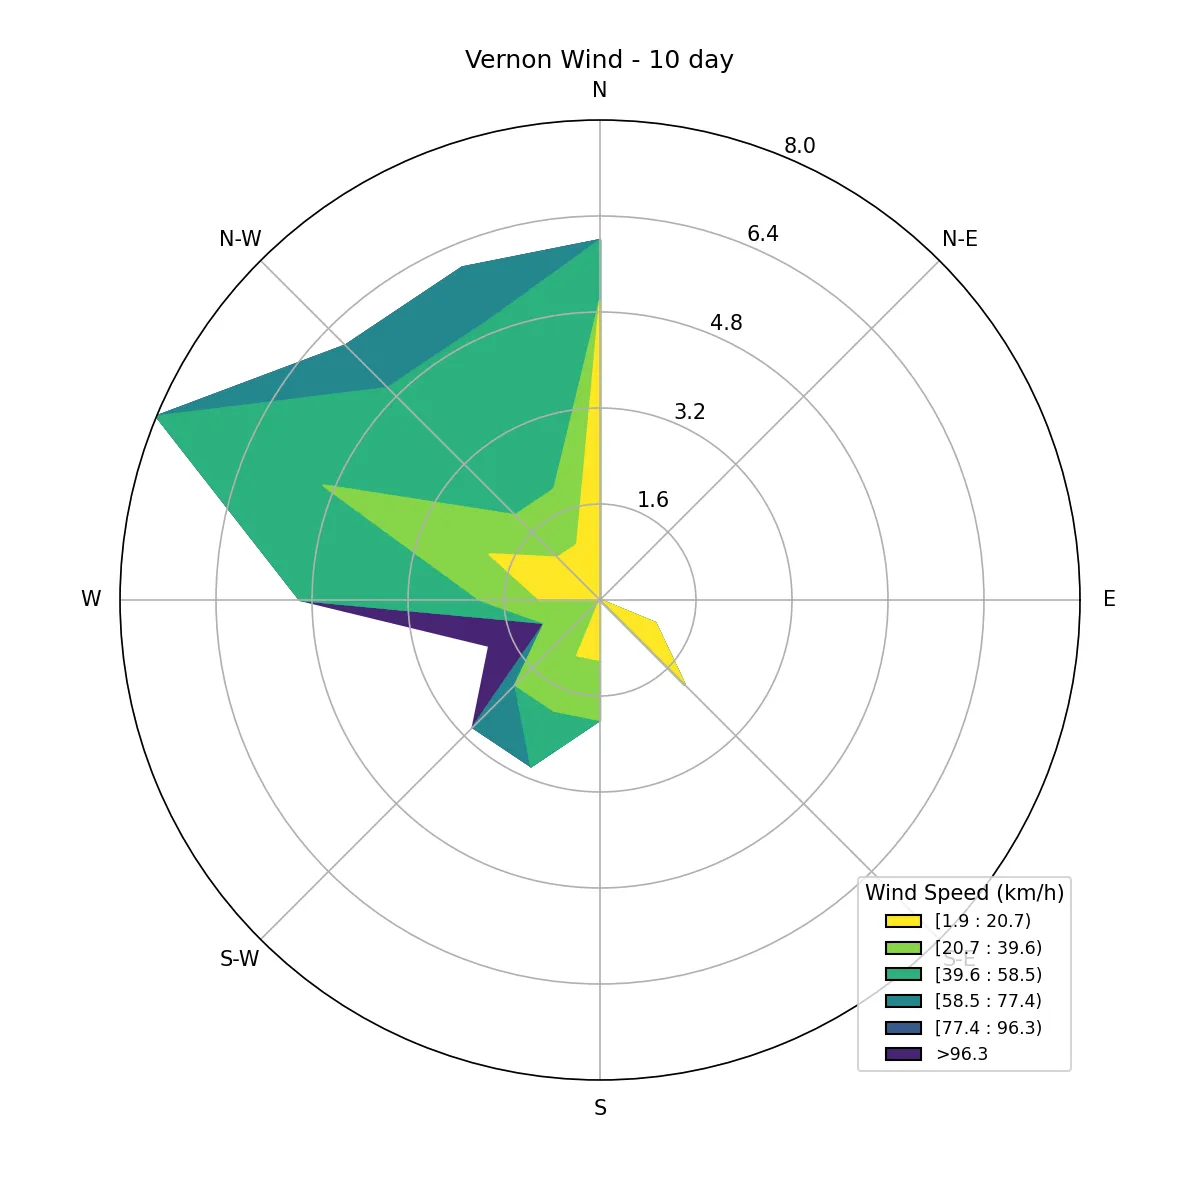 Vernon Wind - 10 day
N
8.0
N-W
6.4
N-E
4.8
3.2
1.6
W
E
Wind Speed (km/h)
[1.9 : 20.7)
[20.7 : 39.6)
S-W
S-E
[39.6 : 58.5)
[58.5 : 77.4)
[77.4 : 96.3)
>96.3
S